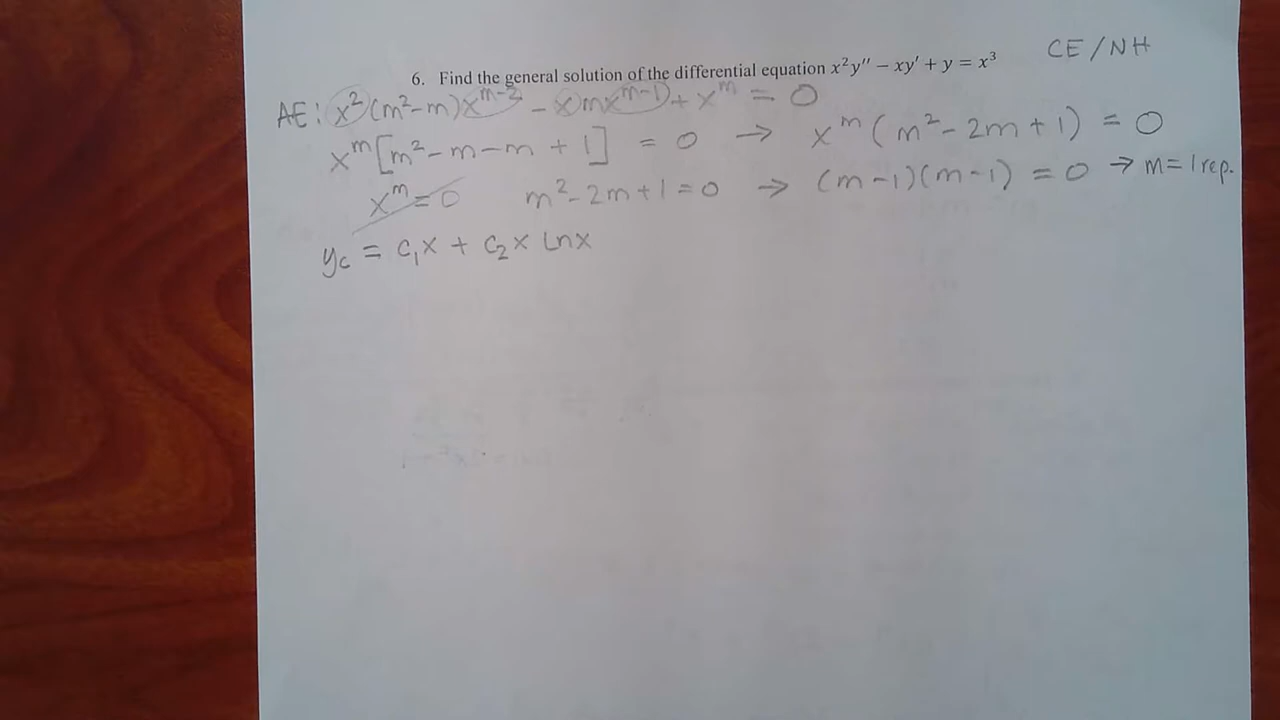 CE/NH
6. Find the general solution of the differential equation x²y″ − xy′ + y = x³
AE: x²(m²-m)x^{m-2} - xmx^{m-1} + x^m = 0
x^m[m²-m-m+1] = 0 → x^m(m²-2m+1) = 0
x^m=0 m²-2m+1=0 → (m-1)(m-1) = 0 → m=1 rep.
y_c = c₁x + c₂x lnx